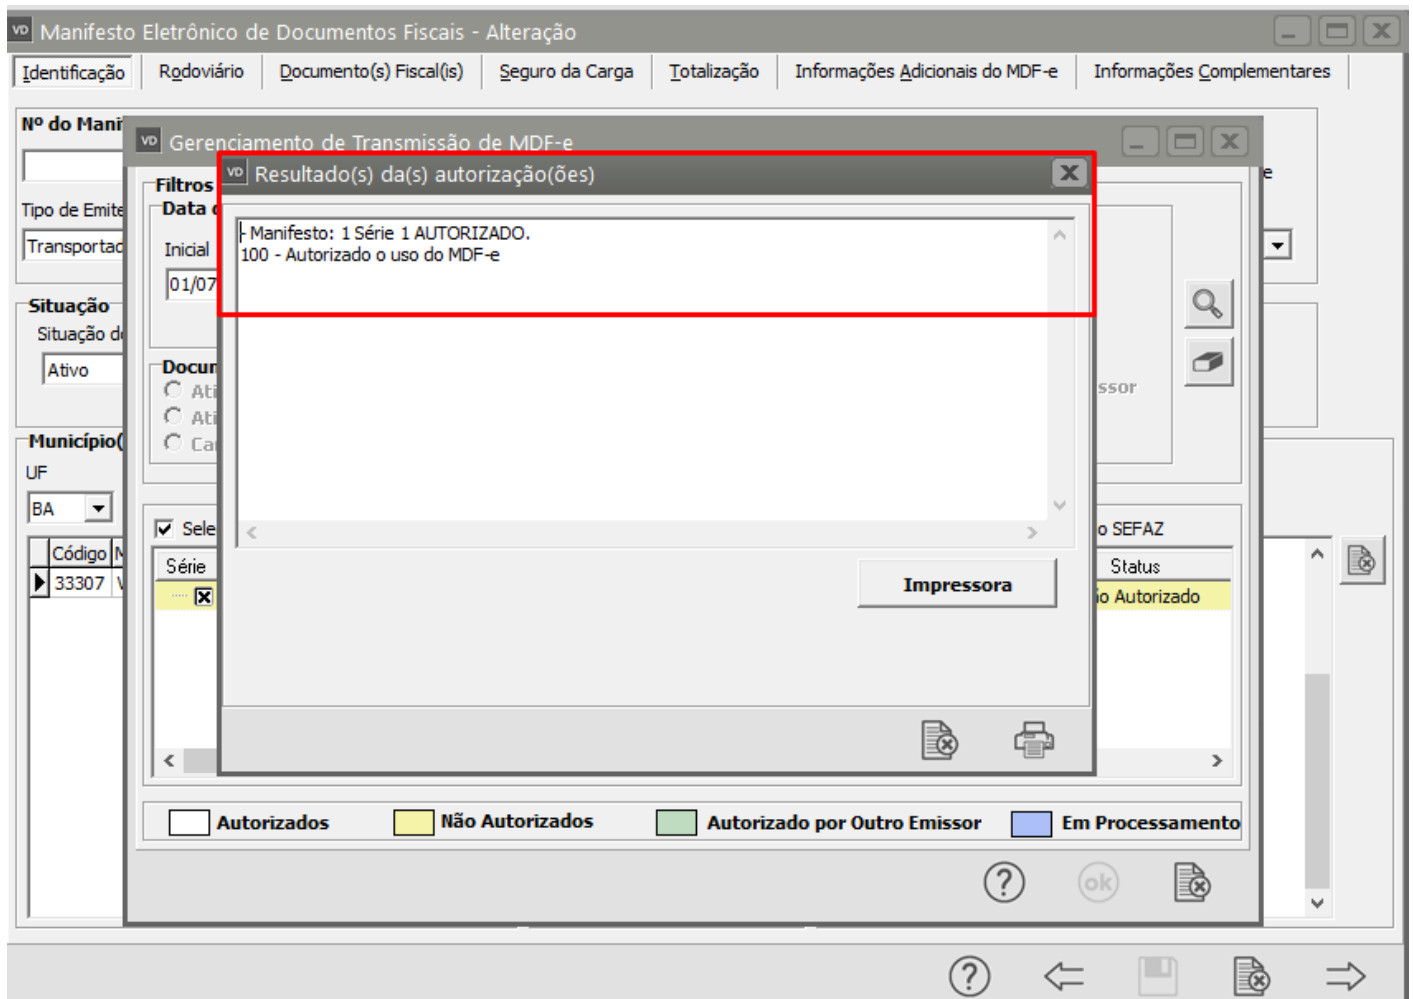 VD Manifesto Eletrônico de Documentos Fiscais - Alteração
Identificação Rodoviário Documento(s) Fiscal(is) Seguro da Carga Totalização Informações Adicionais do MDF-e Informações Complementares
Nº do Mani
VD Gerenciamento de Transmissão de MDF-e
VD Resultado(s) da(s) autorização(ões)
Filtros
Tipo de Emite
Data
- Manifesto: 1 Série 1 AUTORIZADO.
Transportad
Inicial
100 - Autorizado o uso do MDF-e
01/07
Situação
Situação d
Ativo
Docum
Ati
ssor
Ati
Município(
Ca
UF
BA
Sele
o SEFAZ
Código
Série
Status
33307
Impressora
o Autorizado
Autorizados Não Autorizados Autorizado por Outro Emissor Em Processamento
ok